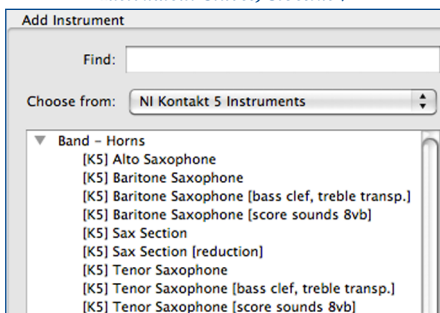 Add Instrument
Find:
Choose from: NI Kontakt 5 Instruments
Band – Horns
[K5] Alto Saxophone
[K5] Baritone Saxophone
[K5] Baritone Saxophone [bass clef, treble transp.]
[K5] Baritone Saxophone [score sounds 8vb]
[K5] Sax Section
[K5] Sax Section [reduction]
[K5] Tenor Saxophone
[K5] Tenor Saxophone [bass clef, treble transp.]
[K5] Tenor Saxophone [score sounds 8vb]